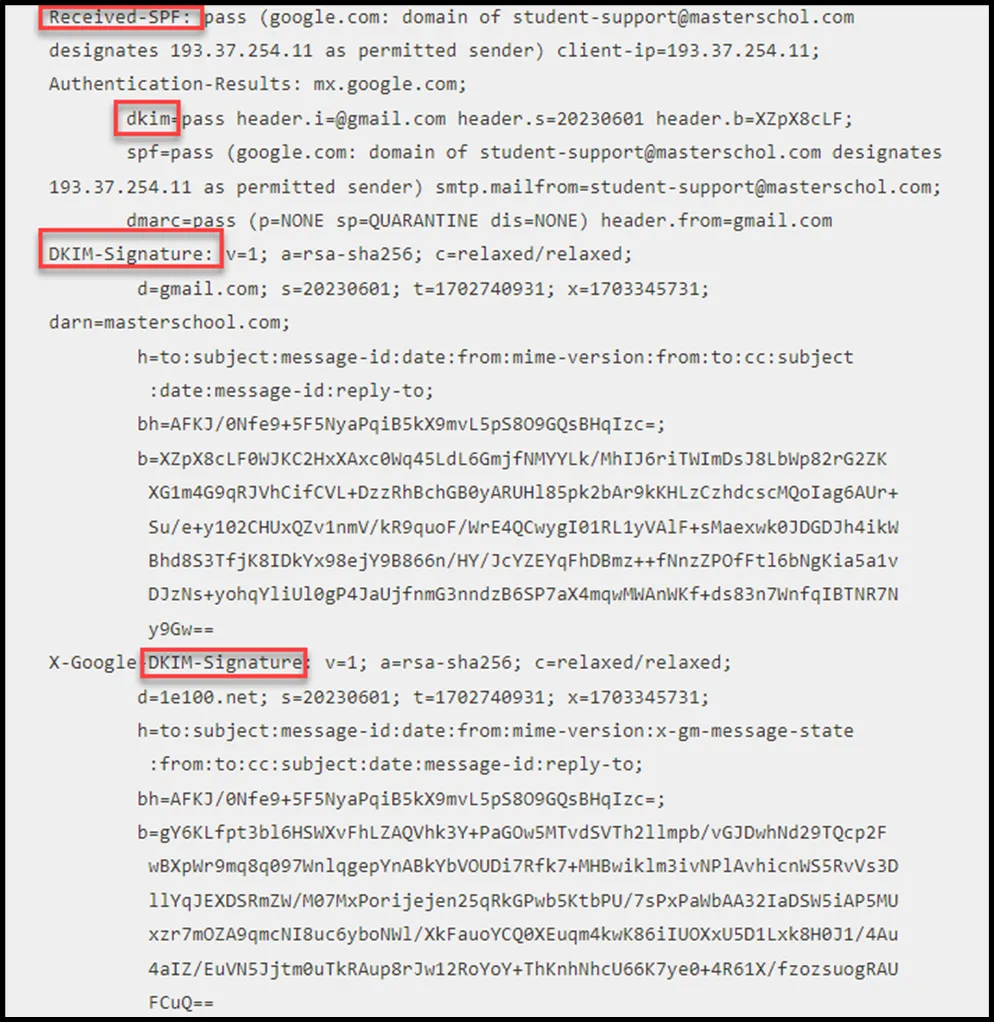 Received-SPF: pass (google.com: domain of student-support@masterschol.com
designates 193.37.254.11 as permitted sender) client-ip=193.37.254.11;
Authentication-Results: mx.google.com;
dkim=pass header.i=@gmail.com header.s=20230601 header.b=XZpX8cLF;
spf=pass (google.com: domain of student-support@masterschol.com designates
193.37.254.11 as permitted sender) smtp.mailfrom=student-support@masterschol.com;
dmarc=pass (p=NONE sp=QUARANTINE dis=NONE) header.from=gmail.com
DKIM-Signature: v=1; a=rsa-sha256; c=relaxed/relaxed;
d=gmail.com; s=20230601; t=1702740931; x=1703345731;
darn=masterschool.com;
h=to:subject:message-id:date:from:mime-version:from:to:cc:subject
:date:message-id:reply-to;
bh=AFKJ/0Nfe9+5F5NyaPqiB5kX9mvL5pS8O9GQsBHqIzc=;
b=XZpX8cLF0WJKC2HxXAxc0Wq45LdL6GmjfNMYYLk/MhIJ6riTWImDsJ8LbWp82rG2ZK
XG1m4G9qRJVhCifCVL+DzzRhBchGB0yARUHl85pk2bAr9kKHLzCzhdcscMQoIag6AUr+
Su/e+y102CHUxQZv1nmV/kR9quoF/WrE4QCwygI01RL1yVAlF+sMaexwk0JDGDJh4ikW
Bhd8S3TfjK8IDkYx98ejY9B866n/HY/JcYZEYqFhDBmz++fNnzZPOfFtl6bNgKia5a1v
DJzNs+yohqYliUl0gP4JaUjfnmG3nndzB6SP7aX4mqwMWAnWKf+ds83n7WnfqIBTNR7N
y9Gw==
X-Google-DKIM-Signature: v=1; a=rsa-sha256; c=relaxed/relaxed;
d=1e100.net; s=20230601; t=1702740931; x=1703345731;
h=to:subject:message-id:date:from:mime-version:x-gm-message-state
:from:to:cc:subject:date:message-id:reply-to;
bh=AFKJ/0Nfe9+5F5NyaPqiB5kX9mvL5pS8O9GQsBHqIzc=;
b=gY6KLfpt3bl6HSWXvFhLZAQVhk3Y+PaGOw5MTvdSVTh2llmpb/vGJDwhNd29TQcp2F
wBXpWr9mq8q097WnlqgepYnABkYbVOUDi7Rfk7+MHBwiklm3ivNPlAvhicnWS5RvVs3D
llYqJEXDSRmZW/M07MxPorijejen25qRkGPwb5KtbPU/7sPxPaWbAA32IaDSW5iAP5MU
xzr7mOZA9qmcNI8uc6yboNWl/XkFauoYCQ0XEuqm4kwK86iIUOXxU5D1Lxk8H0J1/4Au
4aIZ/EuVN5Jjtm0uTkRAup8rJw12RoYoY+ThKnhNhcU66K7ye0+4R61X/fzozsuogRAU
FCuQ==